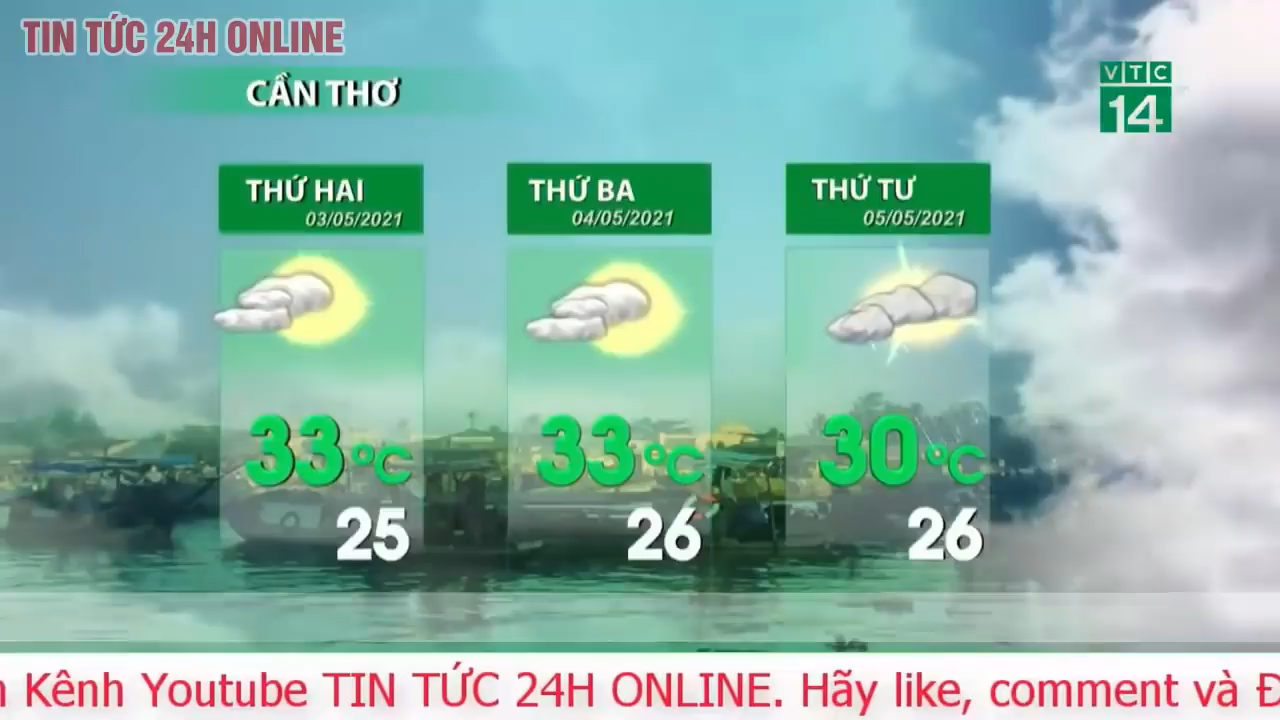 TIN TỨC 24H ONLINE
CẦN THƠ
VTC
14
THỨ HAI
03/05/2021
THỨ BA
04/05/2021
THỨ TƯ
05/05/2021
33°C
33°C
30°C
25
26
26
Kênh Youtube TIN TỨC 24H ONLINE. Hãy like, comment và